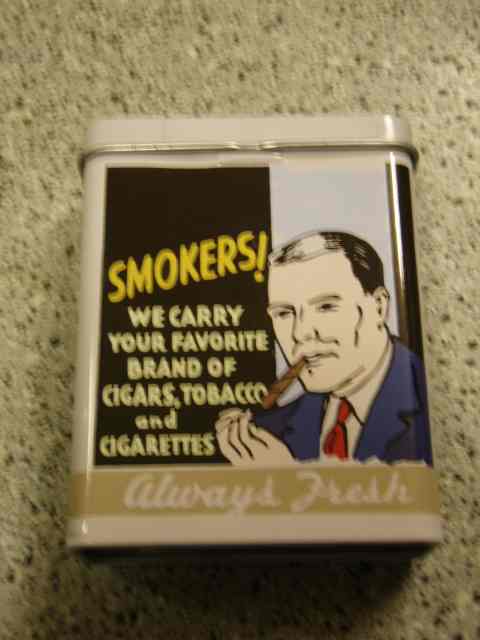 SMOKERS!
WE CARRY
YOUR FAVORITE
BRAND OF
CIGARS, TOBACCO
and
CIGARETTES
Always Fresh